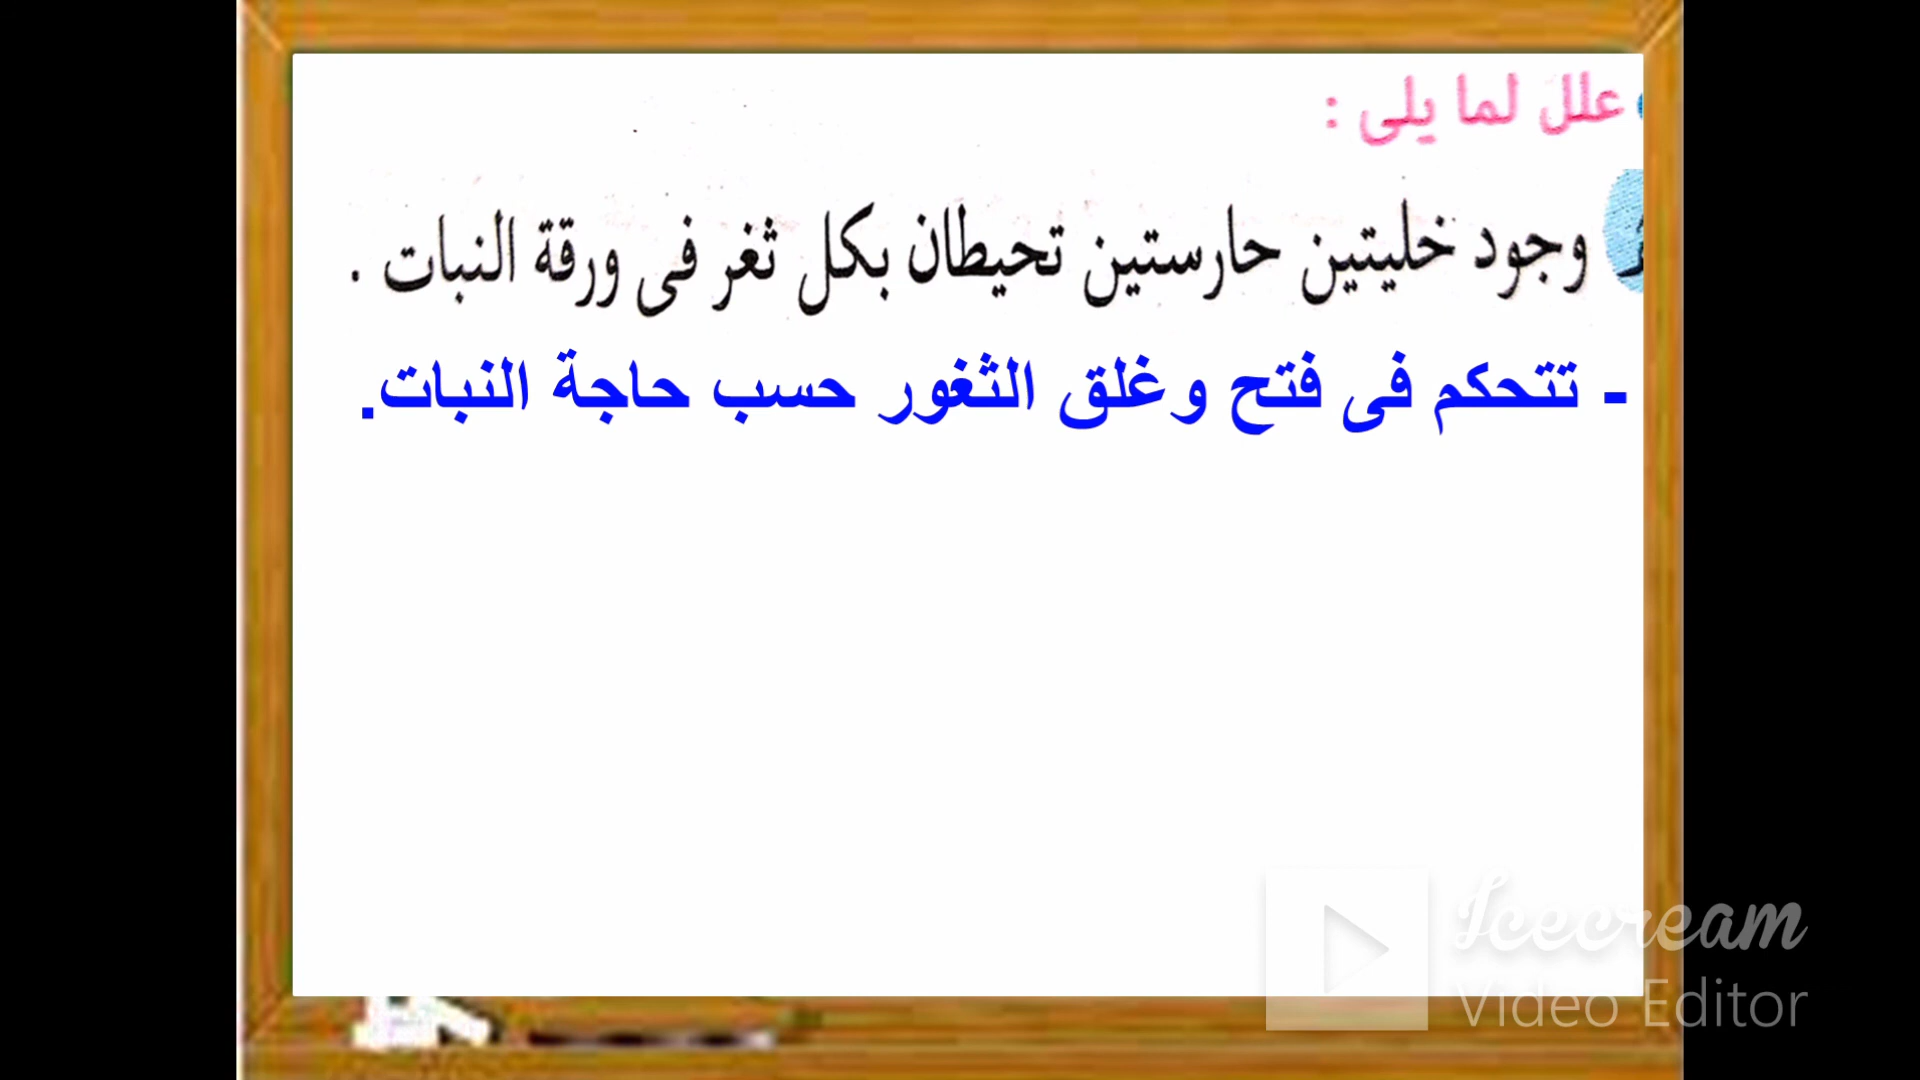 علل لما يلى :
وجود خليتين حارستين تحيطان بكل ثغر فى ورقة النبات .
- تتحكم فى فتح وغلق الثغور حسب حاجة النبات.
Icecream
Video Editor